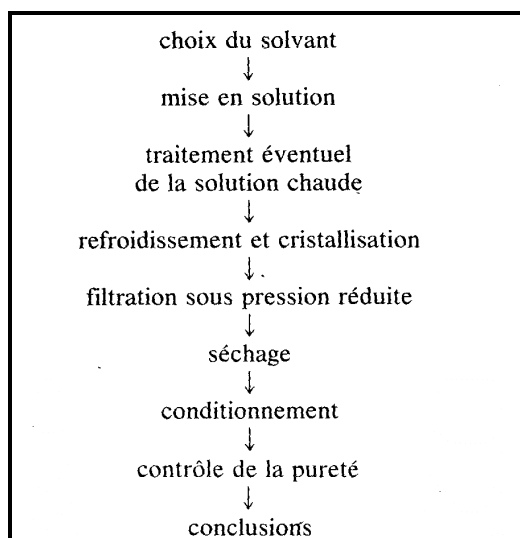 choix du solvant
↓
mise en solution
↓
traitement éventuel
de la solution chaude
↓
refroidissement et cristallisation
↓
filtration sous pression réduite
↓
séchage
↓
conditionnement
↓
contrôle de la pureté
↓
conclusions